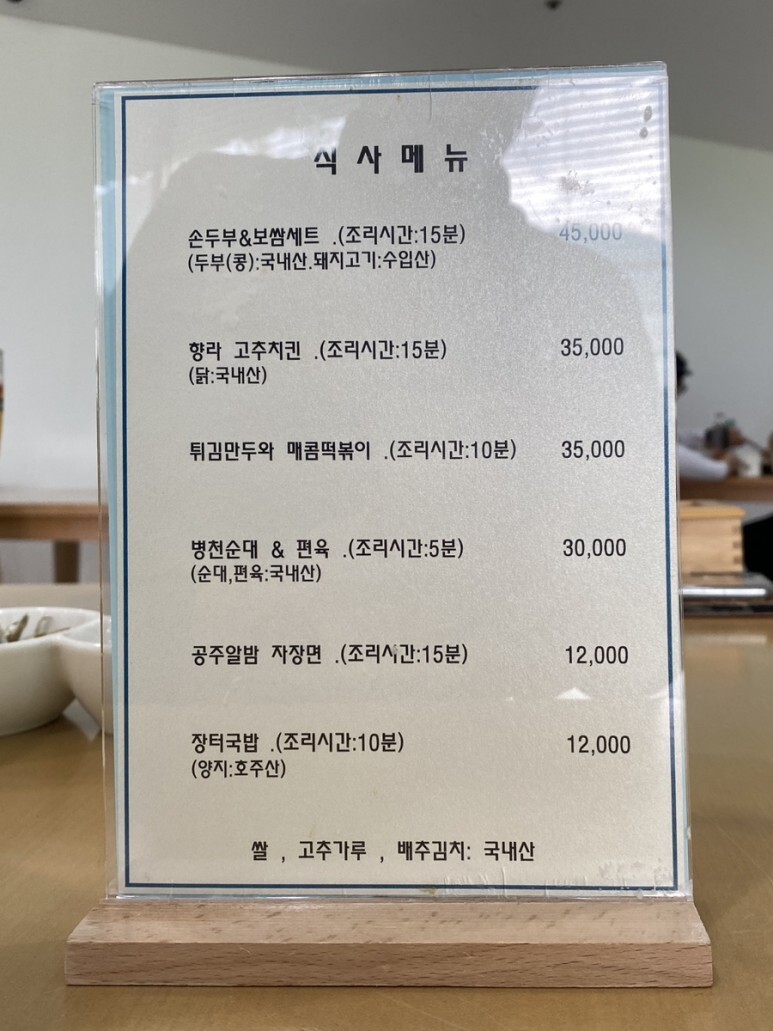 식사메뉴
손두부&보쌈세트 .(조리시간:15분) 45,000
(두부(콩):국내산.돼지고기:수입산)
향라 고추치킨 .(조리시간:15분) 35,000
(닭:국내산)
튀김만두와 매콤떡볶이 .(조리시간:10분) 35,000
병천순대 & 편육 .(조리시간:5분) 30,000
(순대,편육:국내산)
공주알밤 자장면 .(조리시간:15분) 12,000
장터국밥 .(조리시간:10분) 12,000
(양지:호주산)
쌀 , 고추가루 , 배추김치: 국내산